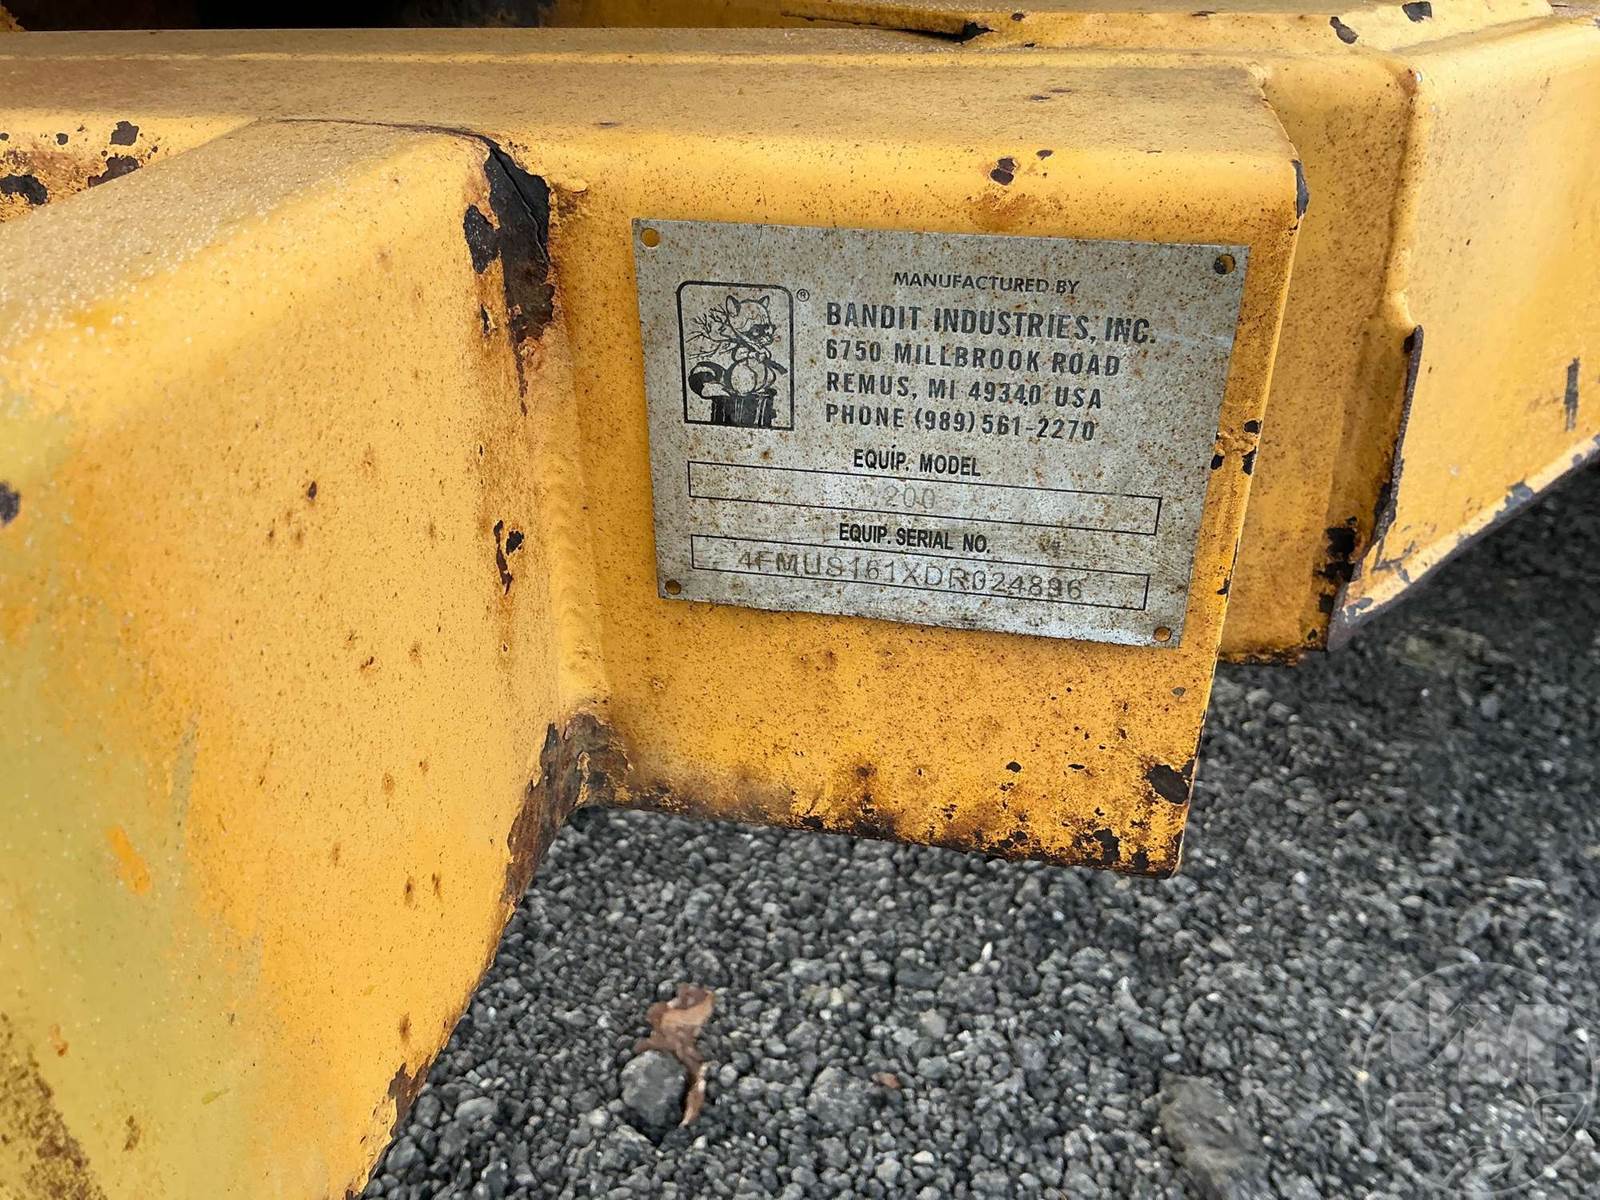 MANUFACTURED BY
®
BANDIT INDUSTRIES, INC.
6750 MILLBROOK ROAD
REMUS, MI 49340 USA
PHONE (989) 561-2270
EQUIP. MODEL
200
EQUIP. SERIAL NO.
4FMUS161XDR024896